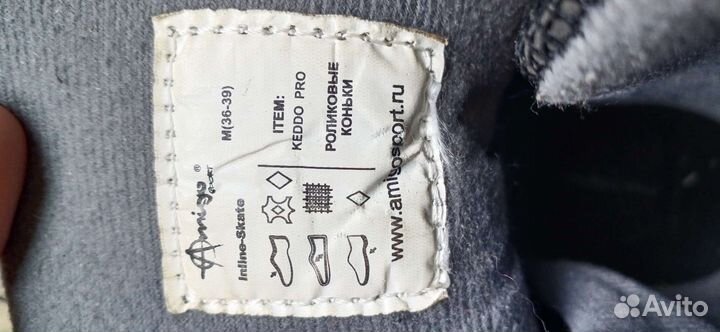 Amigo®
SPORT
Inline-Skate
M(36-39)
ITEM:
KEDDO PRO
РОЛИКОВЫЕ
КОНЬКИ
www.amigosport.ru
Avito